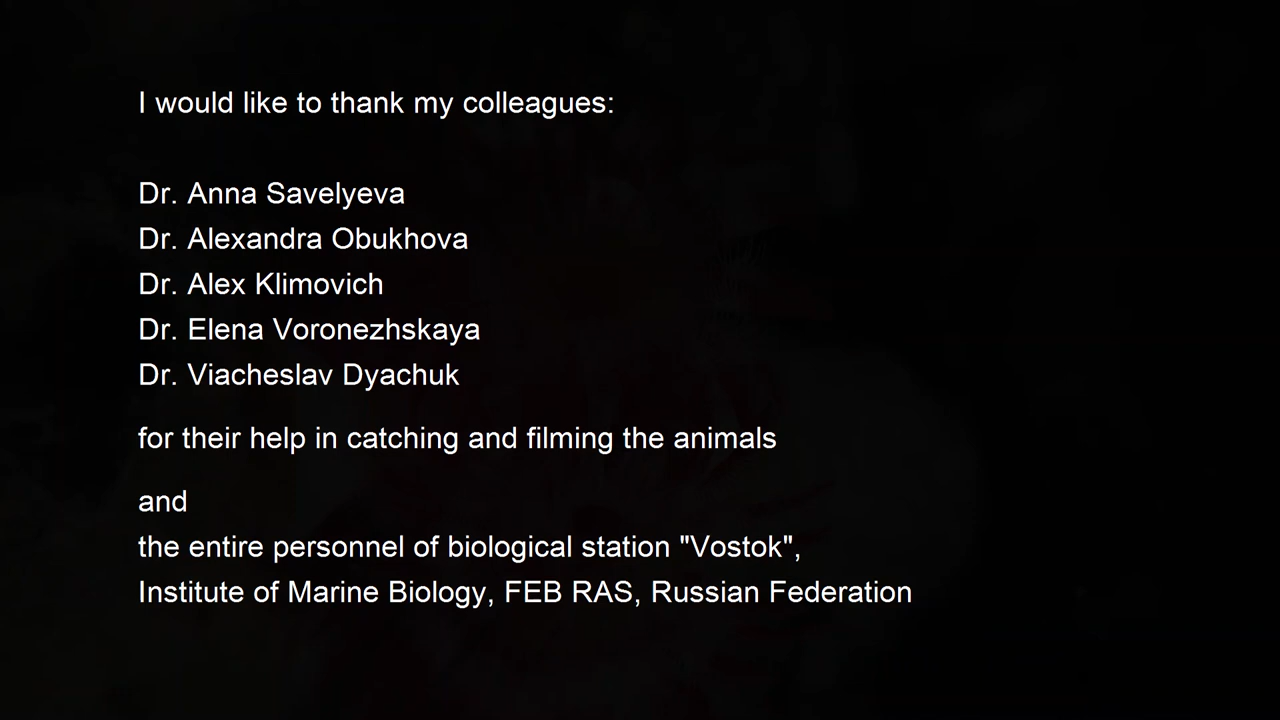 I would like to thank my colleagues:
Dr. Anna Savelyeva
Dr. Alexandra Obukhova
Dr. Alex Klimovich
Dr. Elena Voronezhskaya
Dr. Viacheslav Dyachuk
for their help in catching and filming the animals
and
the entire personnel of biological station "Vostok",
Institute of Marine Biology, FEB RAS, Russian Federation